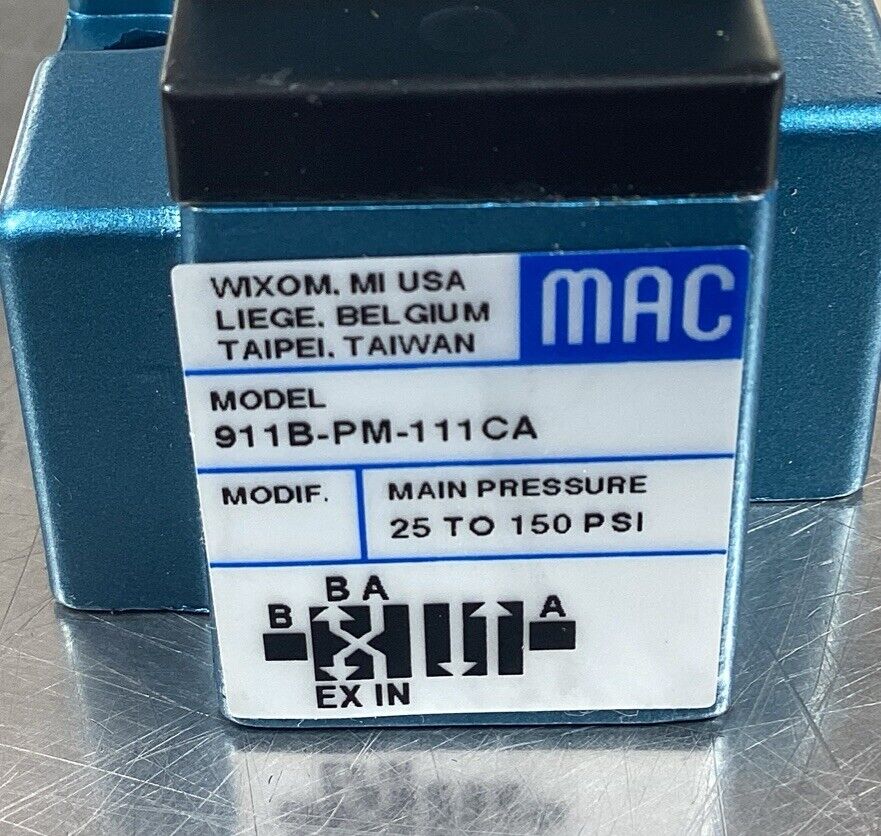 WIXOM, MI USA
LIEGE, BELGIUM
TAIPEI, TAIWAN
MAC
MODEL
911B-PM-111CA
MODIF.
MAIN PRESSURE
25 TO 150 PSI
B A
B
A
EX IN